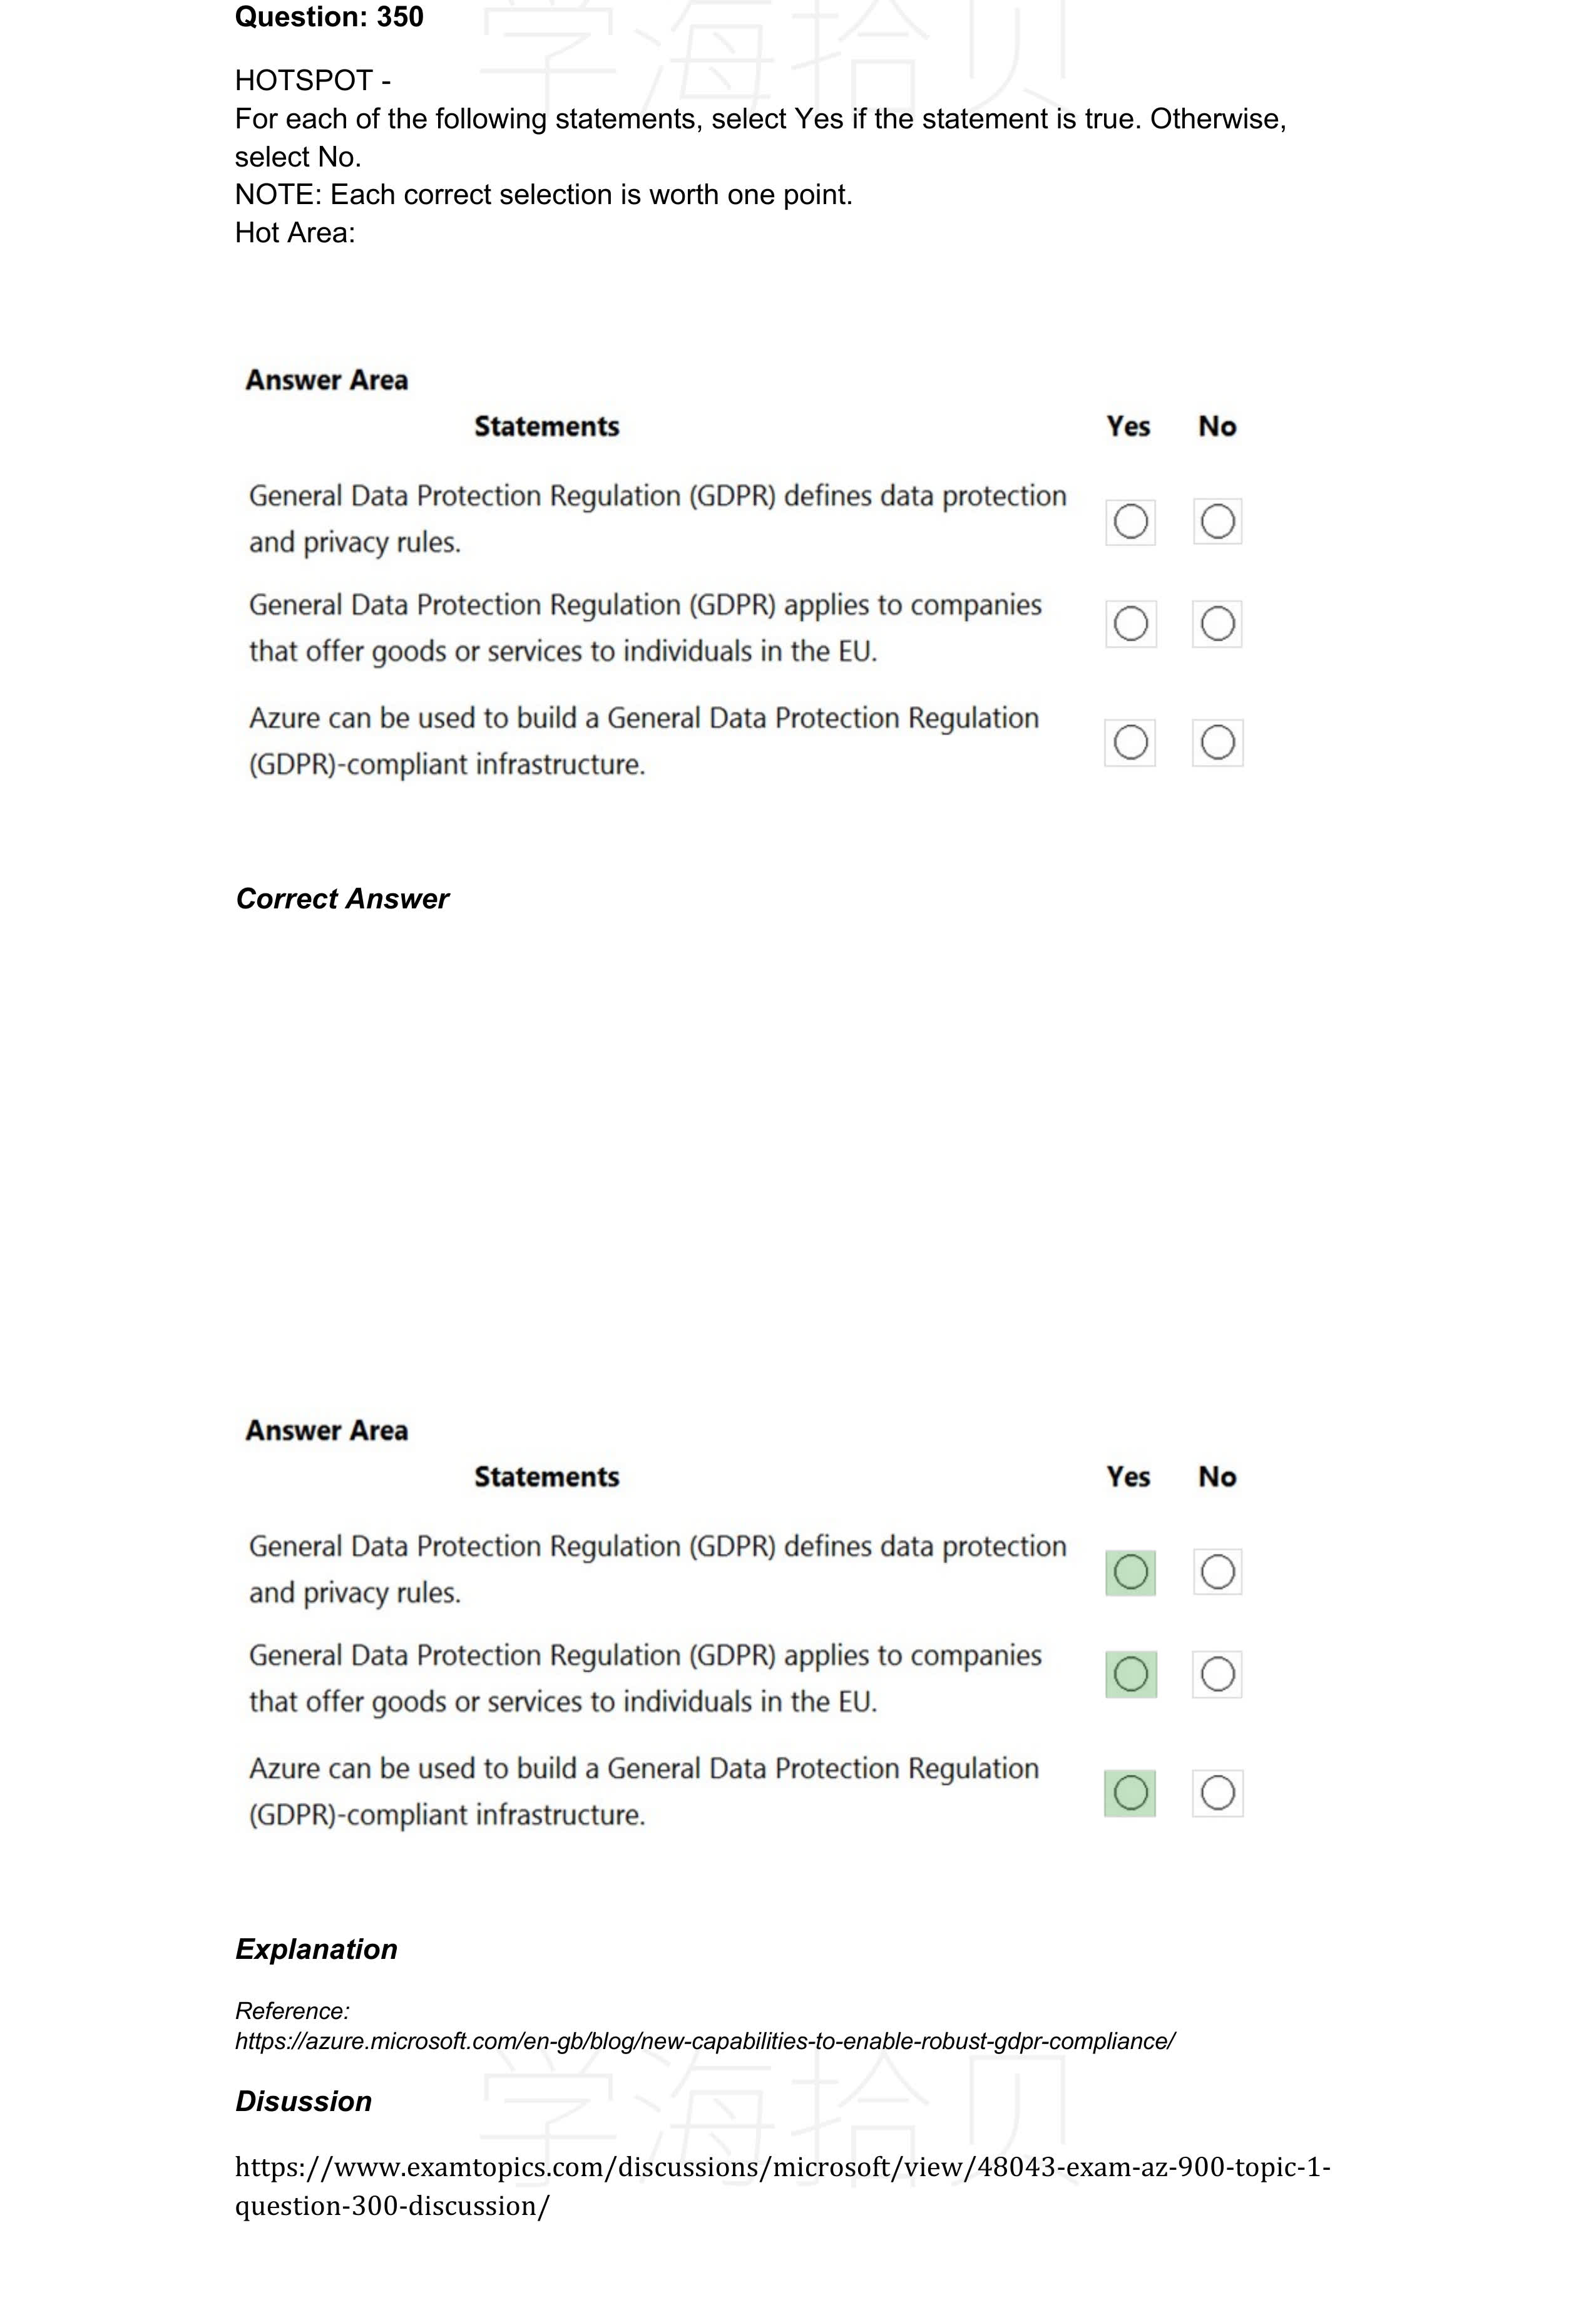 学海拾贝
Question: 350
HOTSPOT -
For each of the following statements, select Yes if the statement is true. Otherwise,
select No.
NOTE: Each correct selection is worth one point.
Hot Area:
Answer Area
Statements Yes No
General Data Protection Regulation (GDPR) defines data protection
and privacy rules.
General Data Protection Regulation (GDPR) applies to companies
that offer goods or services to individuals in the EU.
Azure can be used to build a General Data Protection Regulation
(GDPR)-compliant infrastructure.
Correct Answer
Answer Area
Statements Yes No
General Data Protection Regulation (GDPR) defines data protection
and privacy rules.
General Data Protection Regulation (GDPR) applies to companies
that offer goods or services to individuals in the EU.
Azure can be used to build a General Data Protection Regulation
(GDPR)-compliant infrastructure.
Explanation
Reference:
https://azure.microsoft.com/en-gb/blog/new-capabilities-to-enable-robust-gdpr-compliance/
学海拾贝
Disussion
https://www.examtopics.com/discussions/microsoft/view/48043-exam-az-900-topic-1-
question-300-discussion/